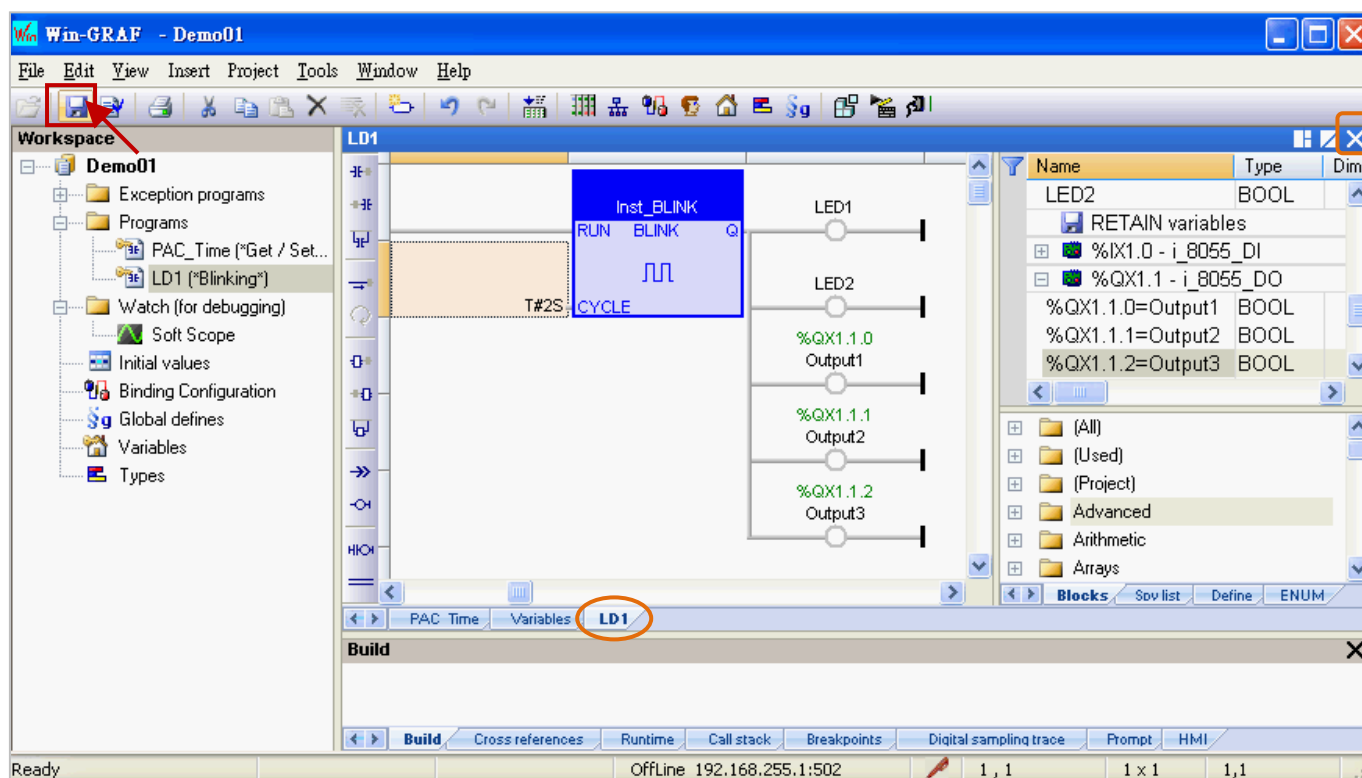 Win-GRAF - Demo01
File Edit View Insert Project Tools Window Help
Workspace
Demo01
Exception programs
Programs
PAC_Time (*Get / Set...
LD1 (*Blinking*)
Watch (for debugging)
Soft Scope
Initial values
Binding Configuration
Global defines
Variables
Types
LD1
Inst_BLINK
RUN BLINK Q
T#2S CYCLE
LED1
LED2
%QX1.1.0
Output1
%QX1.1.1
Output2
%QX1.1.2
Output3
Name Type Dim
LED2 BOOL
RETAIN variables
%IX1.0 - i_8055_DI
%QX1.1 - i_8055_DO
%QX1.1.0=Output1 BOOL
%QX1.1.1=Output2 BOOL
%QX1.1.2=Output3 BOOL
(All)
(Used)
(Project)
Advanced
Arithmetic
Arrays
Blocks Spy list Define ENUM
PAC_Time Variables LD1
Build
Build Cross references Runtime Call stack Breakpoints Digital sampling trace Prompt HMI
Ready OffLine 192.168.255.1:502 1 , 1 1 x 1 1,1